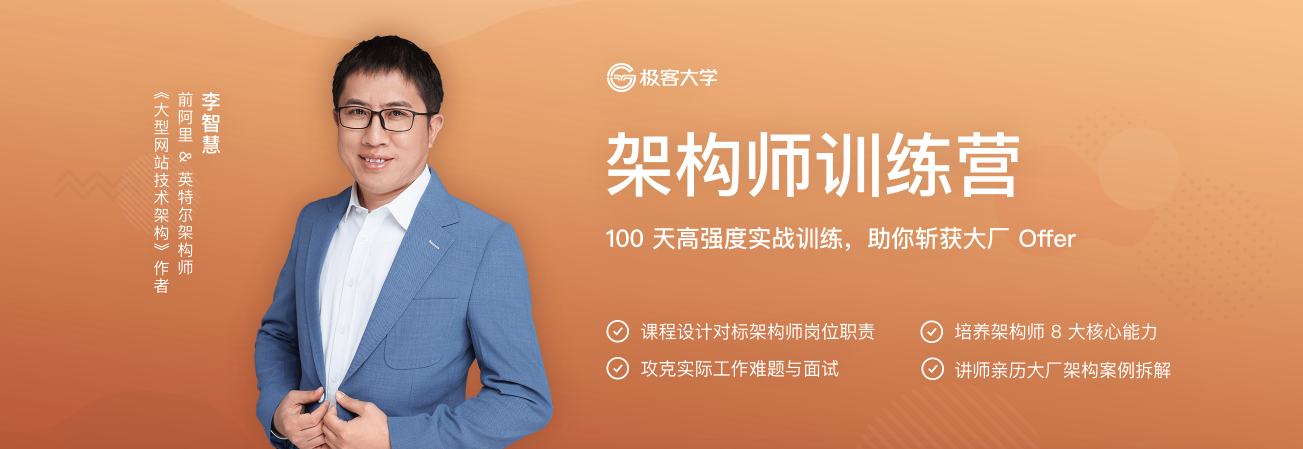 李智慧
前阿里 & 英特尔架构师
《大型网站技术架构》作者
极客大学
架构师训练营
100 天高强度实战训练，助你斩获大厂 Offer
课程设计对标架构师岗位职责
培养架构师 8 大核心能力
攻克实际工作难题与面试
讲师亲历大厂架构案例拆解